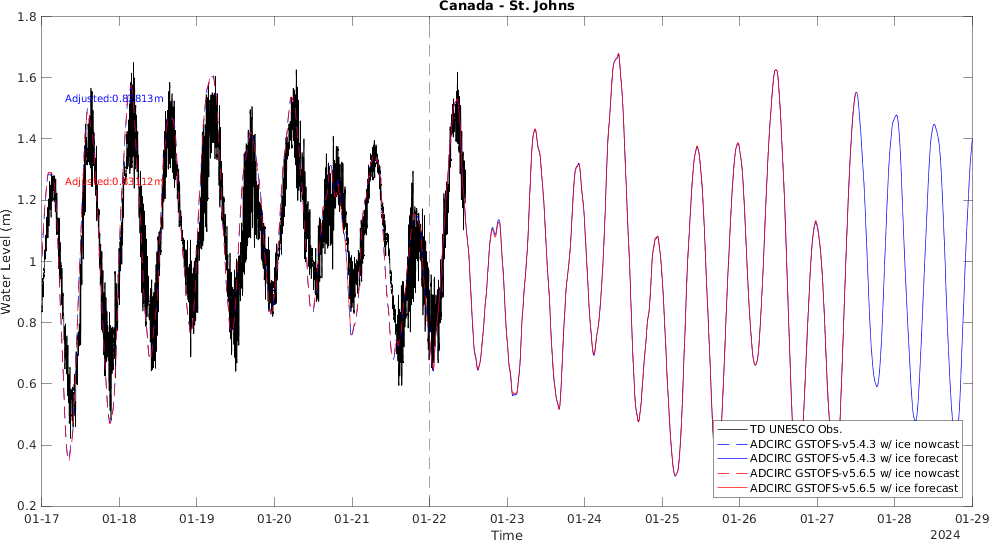 Canada - St. Johns
Water Level (m)
1.8
1.6
1.4
1.2
1
0.8
0.6
0.4
0.2
Adjusted:
TD UNESCO Obs.
ADCIRC GSTOFS-v5.4.3 w/ ice nowcast
ADCIRC GSTOFS-v5.4.3 w/ ice forecast
ADCIRC GSTOFS-v5.6.5 w/ ice nowcast
ADCIRC GSTOFS-v5.6.5 w/ ice forecast
01-17 01-18 01-19 01-20 01-21 01-22 01-23 01-24 01-25 01-26 01-27 01-28 01-29
Time
2024